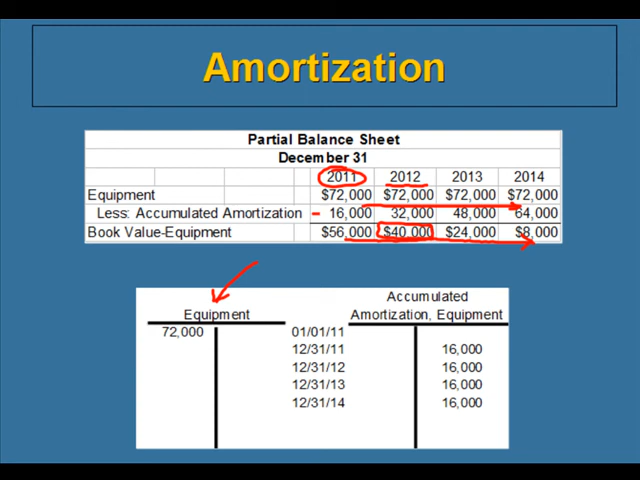 Amortization
Partial Balance Sheet
December 31
2011 2012 2013 2014
Equipment $72,000 $72,000 $72,000 $72,000
Less: Accumulated Amortization 16,000 32,000 48,000 64,000
Book Value-Equipment $56,000 $40,000 $24,000 $8,000
Accumulated
Equipment Amortization, Equipment
72,000 01/01/11
12/31/11 16,000
12/31/12 16,000
12/31/13 16,000
12/31/14 16,000